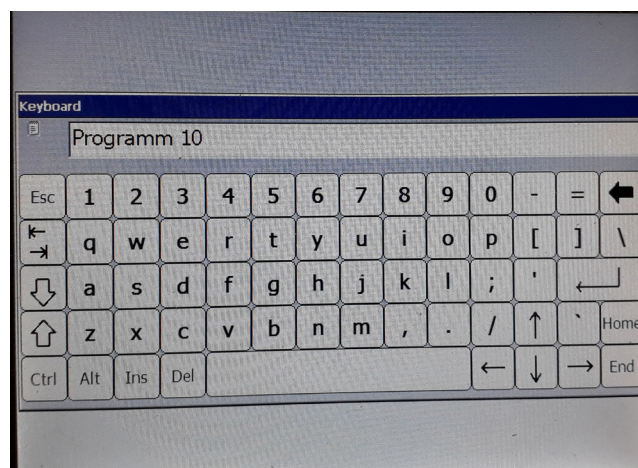 Keyboard
Programm 10
Esc 1 2 3 4 5 6 7 8 9 0 - =
q w e r t y u i o p [ ] \
a s d f g h j k l ; '
z x c v b n m , . / ↑ ` Home
Ctrl Alt Ins Del ← ↓ → End